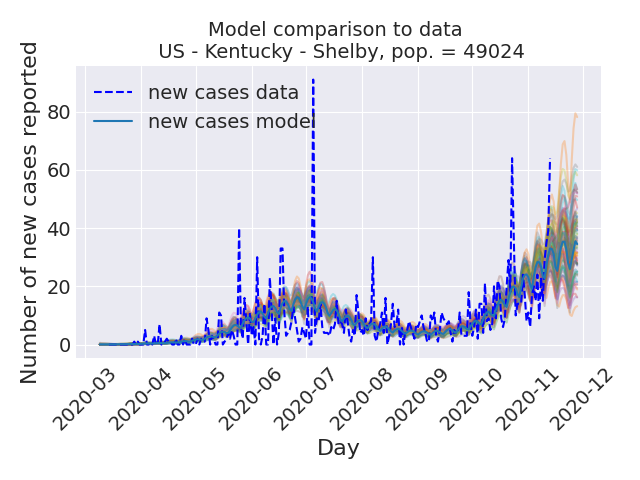 Model comparison to data
US - Kentucky - Shelby, pop. = 49024
Number of new cases reported
80
60
40
20
0
new cases data
new cases model
2020-03
2020-04
2020-05
2020-06
2020-07
2020-08
2020-09
2020-10
2020-11
2020-12
Day